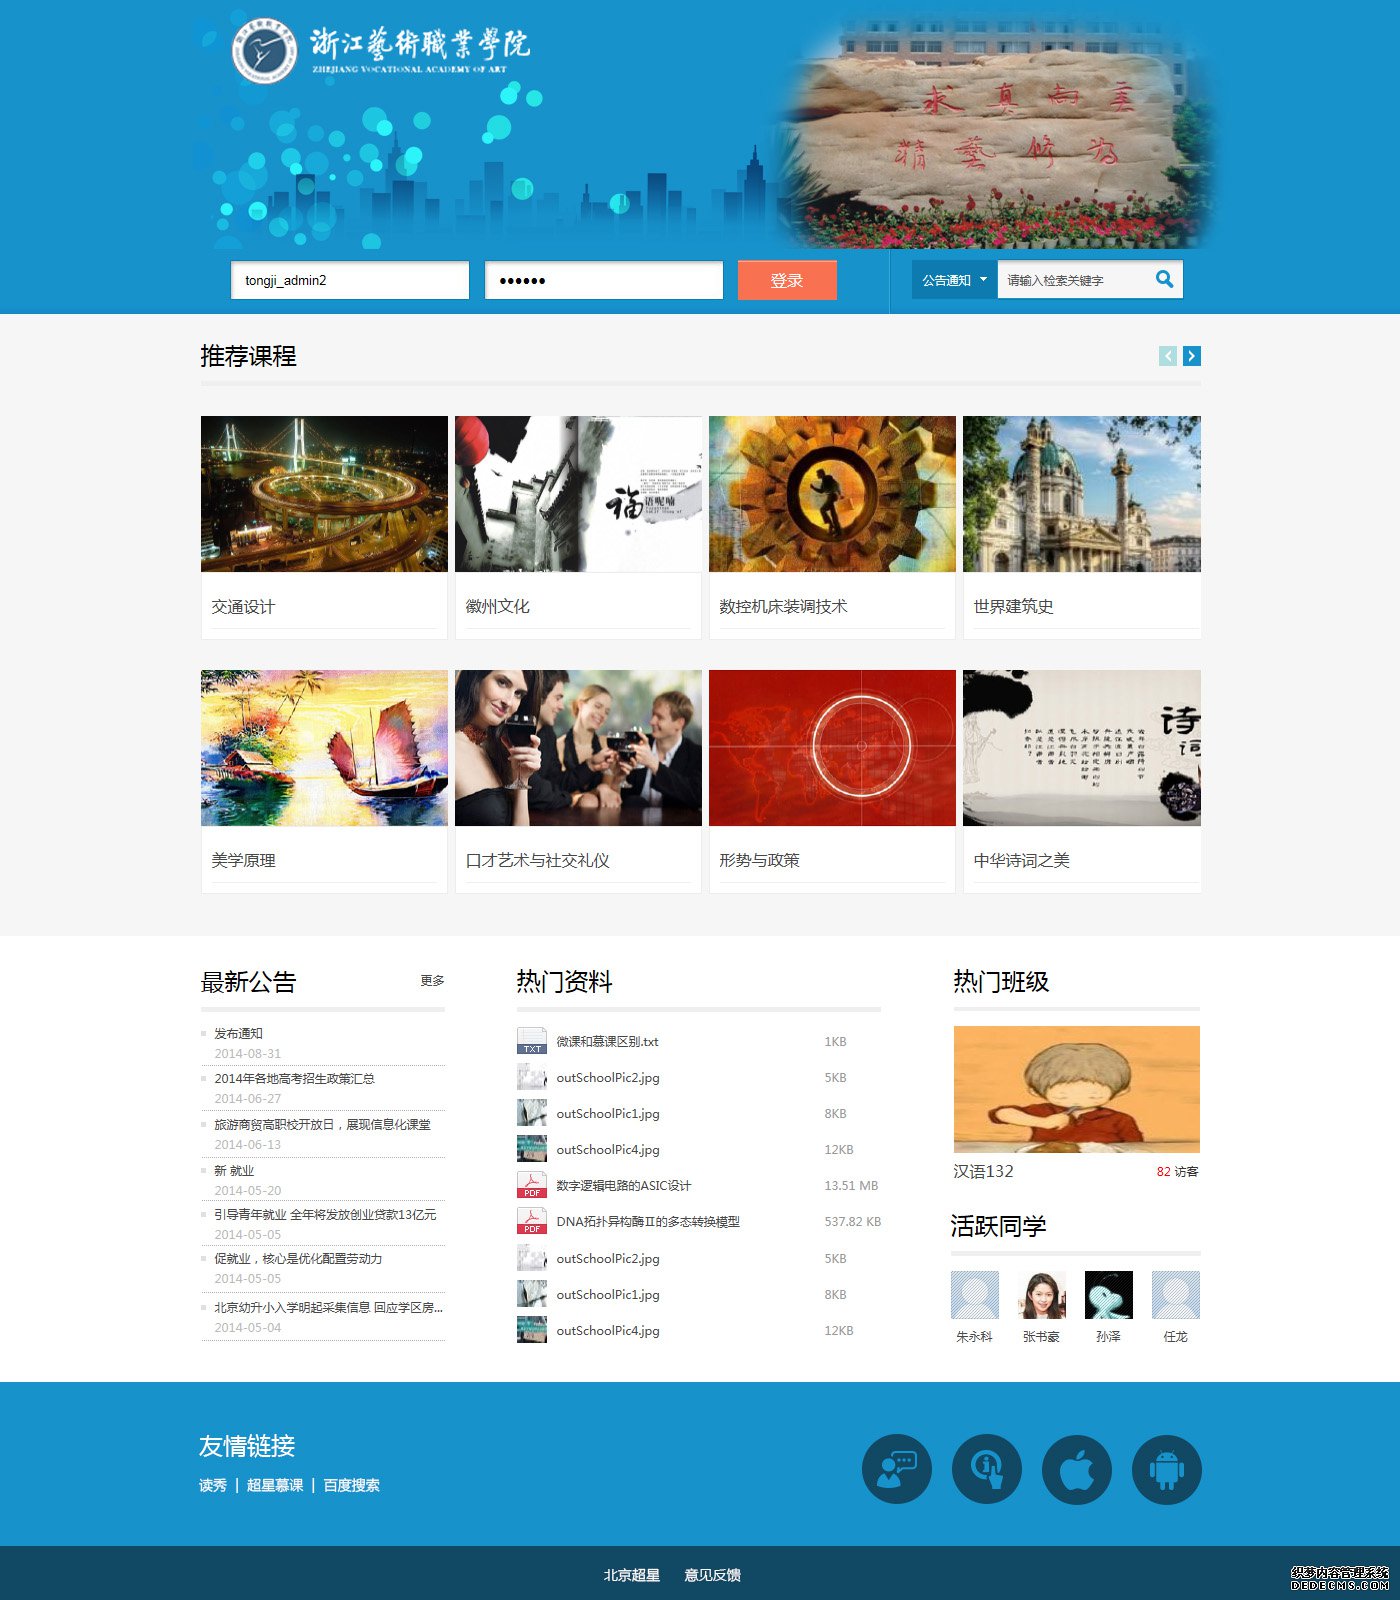 浙江藝術職業學院
ZHEJIANG VOCATIONAL ACADEMY OF ART
求真尚美
精藝修为
tongji_admin2
••••••
登录
公告通知
请输入检索关键字
推荐课程
福
语呢喃
交通设计
徽州文化
数控机床装调技术
世界建筑史
诗
词
美学原理
口才艺术与社交礼仪
形势与政策
中华诗词之美
最新公告 更多
发布通知
2014-08-31
2014年各地高考招生政策汇总
2014-06-27
旅游商贸高职校开放日，展现信息化课堂
2014-06-13
新 就业
2014-05-20
引导青年就业 全年将发放创业贷款13亿元
2014-05-05
促就业，核心是优化配置劳动力
2014-05-05
北京幼升小入学明起采集信息 回应学区房...
2014-05-04
热门资料
TXT 微课和慕课区别.txt 1KB
outSchoolPic2.jpg 5KB
outSchoolPic1.jpg 8KB
outSchoolPic4.jpg 12KB
PDF 数字逻辑电路的ASIC设计 13.51 MB
PDF DNA拓扑异构酶Ⅱ的多态转换模型 537.82 KB
outSchoolPic2.jpg 5KB
outSchoolPic1.jpg 8KB
outSchoolPic4.jpg 12KB
热门班级
汉语132 82 访客
活跃同学
朱永科 张书豪 孙泽 任龙
友情链接
读秀 | 超星慕课 | 百度搜索
北京超星 意见反馈
织梦内容管理系统
DEDECMS.COM